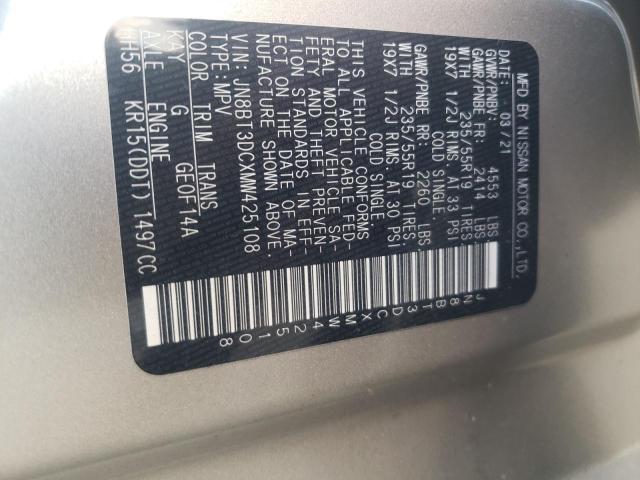 MFD BY NISSAN MOTOR CO.,LTD.
03/21
GVWR/PNBV: 4553 LBS
GAWR/PNBE FR: 2414 LBS
WITH 235/55R19 TIRES
19X7 1/2J RIMS AT 33 PSI
COLD SINGLE
GAWR/PNBE RR: 2260 LBS
WITH 235/55R19 TIRES
19X7 1/2J RIMS AT 30 PSI
COLD SINGLE
THIS VEHICLE CONFORMS
TO ALL APPLICABLE FED-
ERAL MOTOR VEHICLE SA-
FETY AND THEFT PREVEN-
TION STANDARDS IN EFF-
ECT ON THE DATE OF MA-
NUFACTURE SHOWN ABOVE.
VIN: JN8BT3DCXMW425108
TYPE: MPV
COLOR TRIM TRANS
KAY G GE0F14A
AXLE ENGINE
GH56 KR15(DDT) 1497CC
JN8BT3DCXMW425108